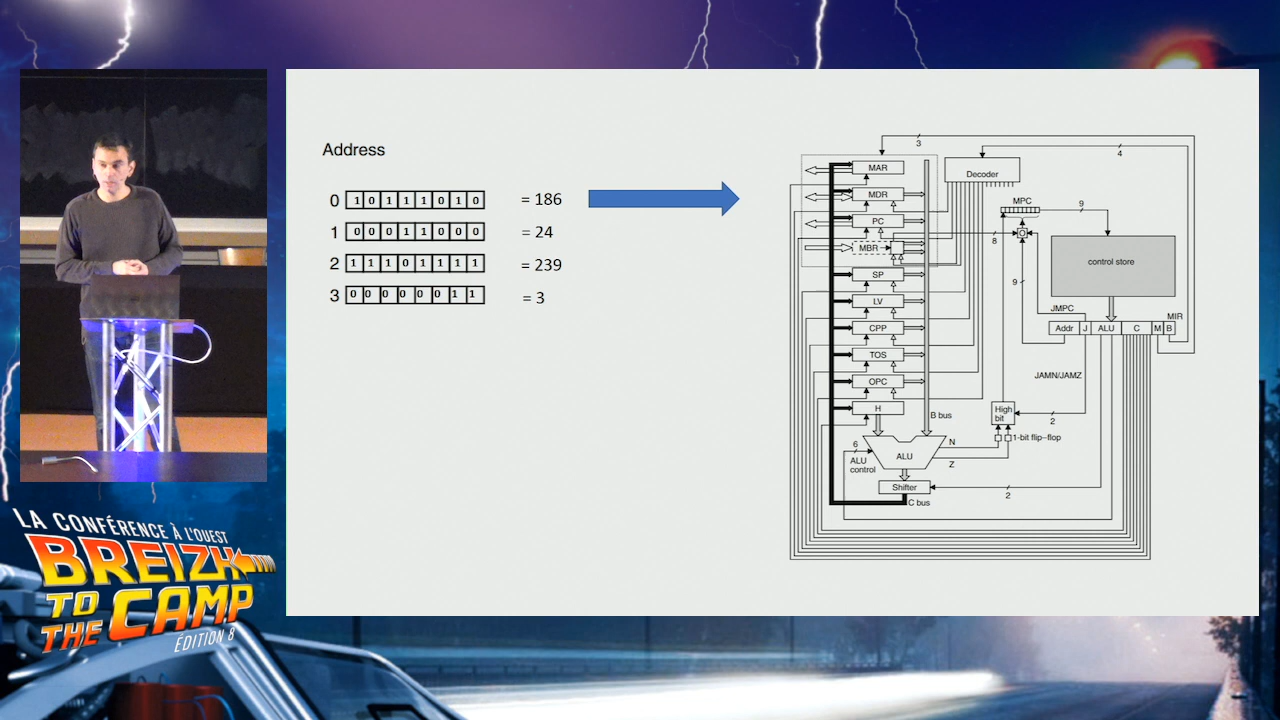 Address
0 1 0 1 1 1 0 1 0 = 186
1 0 0 0 1 1 0 0 0 = 24
2 1 1 1 0 1 1 1 1 = 239
3 0 0 0 0 0 0 1 1 = 3
3
4
MAR
Decoder
MDR
MPC
9
PC
8
MBR
control store
SP
9
LV
JMPC
MIR
CPP
Addr J ALU C M B
TOS
JAMN/JAMZ
OPC
H
High
bit
2
B bus
1-bit flip–flop
6
N
ALU
ALU
control
Z
Shifter
2
C bus
LA CONFÉRENCE À L'OUEST
BREIZH
TO
THE CAMP
ÉDITION 8